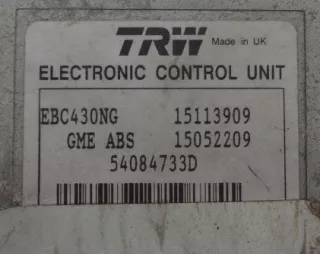 TRW Made in UK
ELECTRONIC CONTROL UNIT
EBC430NG 15113909
GME ABS 15052209
54084733D